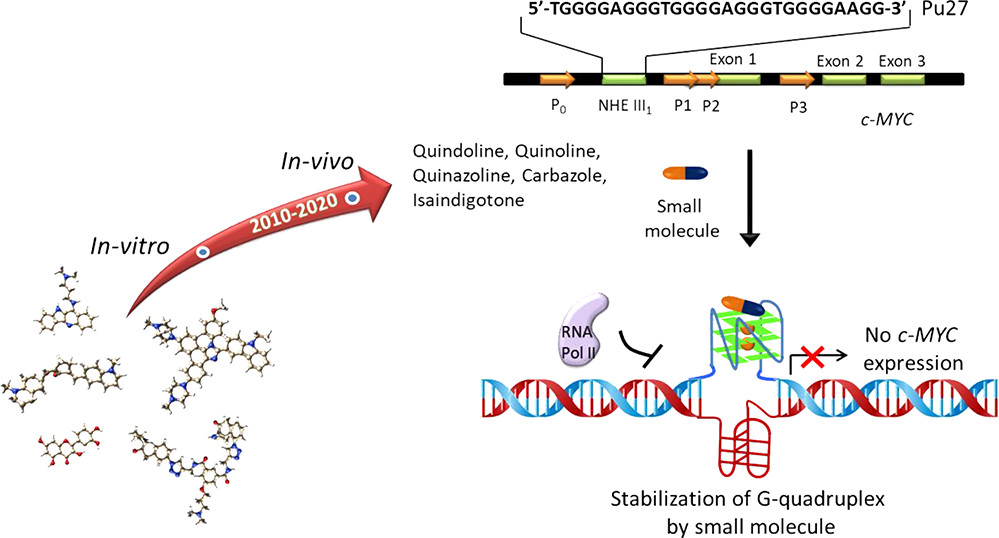 5’-TGGGGAGGGTGGGGAGGGTGGGGAAGG-3’ Pu27
Exon 1 Exon 2 Exon 3
P0 NHE III1 P1 P2 P3
c-MYC
In-vivo
2010-2020
In-vitro
Quindoline, Quinoline,
Quinazoline, Carbazole,
Isaindigotone
Small
molecule
RNA
Pol II
No c-MYC
expression
Stabilization of G-quadruplex
by small molecule